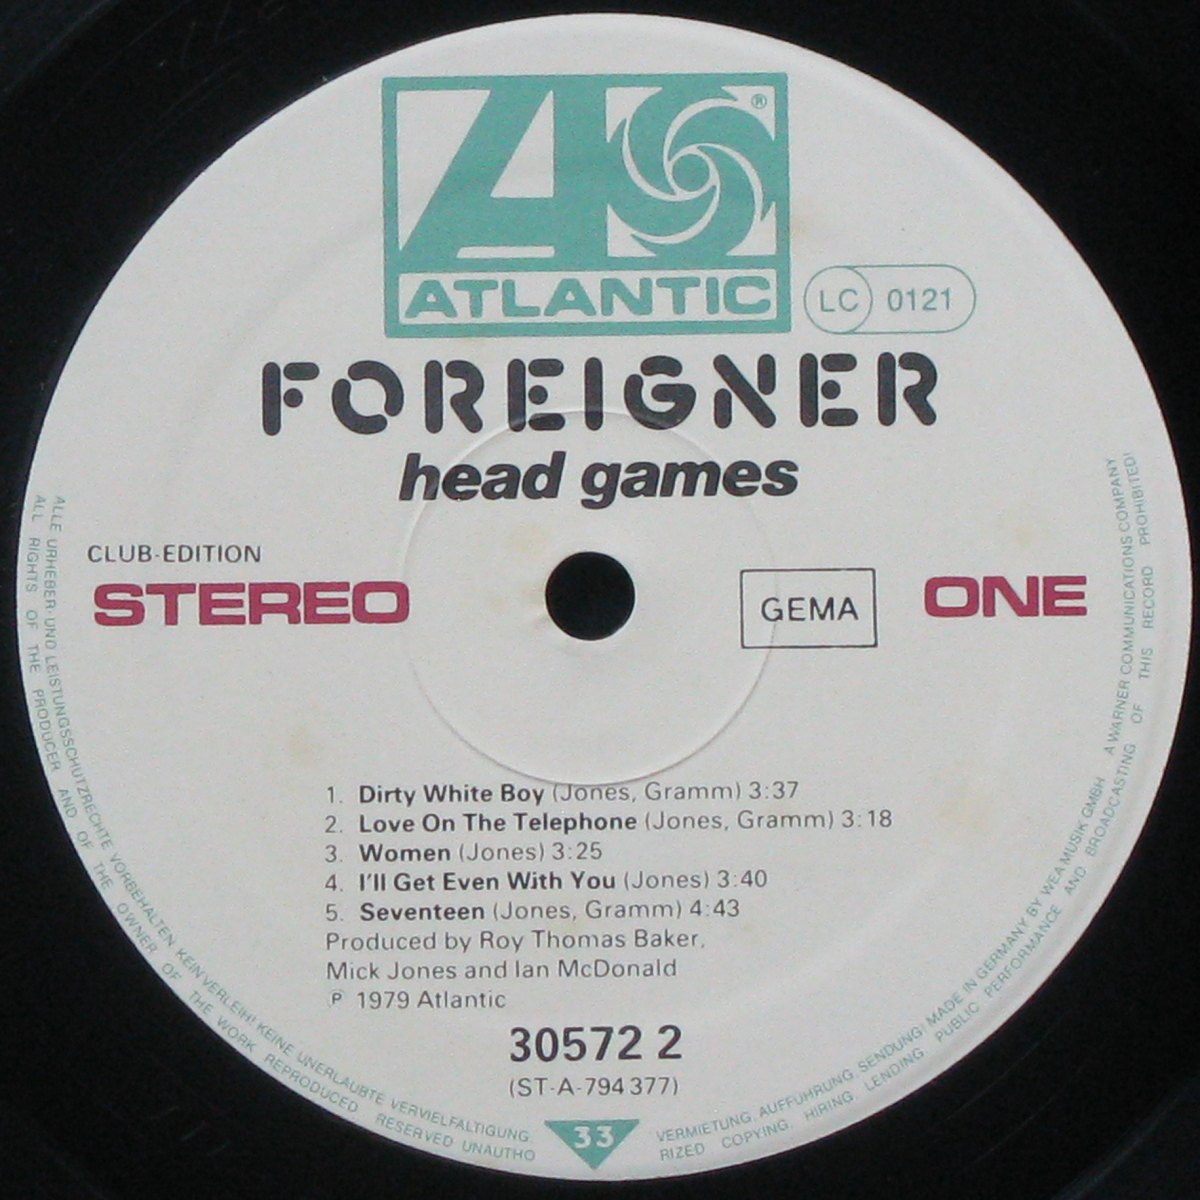 ATLANTIC ®
LC 0121
FOREIGNER
head games
CLUB-EDITION
STEREO
GEMA
ONE
1. Dirty White Boy (Jones, Gramm) 3:37
2. Love On The Telephone (Jones, Gramm) 3:18
3. Women (Jones) 3:25
4. I'll Get Even With You (Jones) 3:40
5. Seventeen (Jones, Gramm) 4:43
Produced by Roy Thomas Baker,
Mick Jones and Ian McDonald
℗ 1979 Atlantic
30572 2
(ST-A-794 377)
33
ALLE URHEBER- UND LEISTUNGSSCHUTZRECHTE VORBEHALTEN KEIN VERLEIH! KEINE UNERLAUBTE VERVIELFÄLTIGUNG, VERMIETUNG, AUFFÜHRUNG, SENDUNG! MADE IN GERMANY BY WEA MUSIK GMBH A WARNER COMMUNICATIONS COMPANY
ALL RIGHTS OF THE PRODUCER AND OF THE OWNER OF THE WORK REPRODUCED RESERVED UNAUTHORIZED COPYING, HIRING, LENDING PUBLIC PERFORMANCE AND BROADCASTING OF THIS RECORD PROHIBITED!